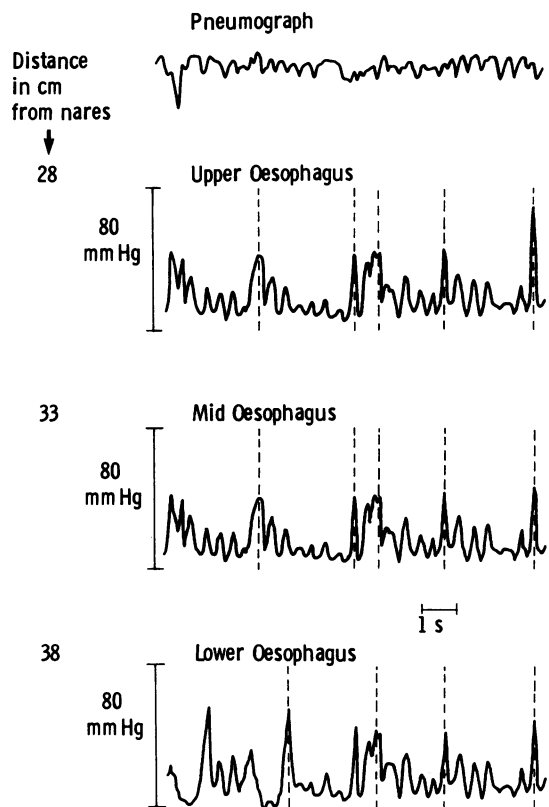 Pneumograph
Distance
in cm
from nares
28
Upper Oesophagus
80
mm Hg
33
Mid Oesophagus
80
mm Hg
1 s
38
Lower Oesophagus
80
mm Hg